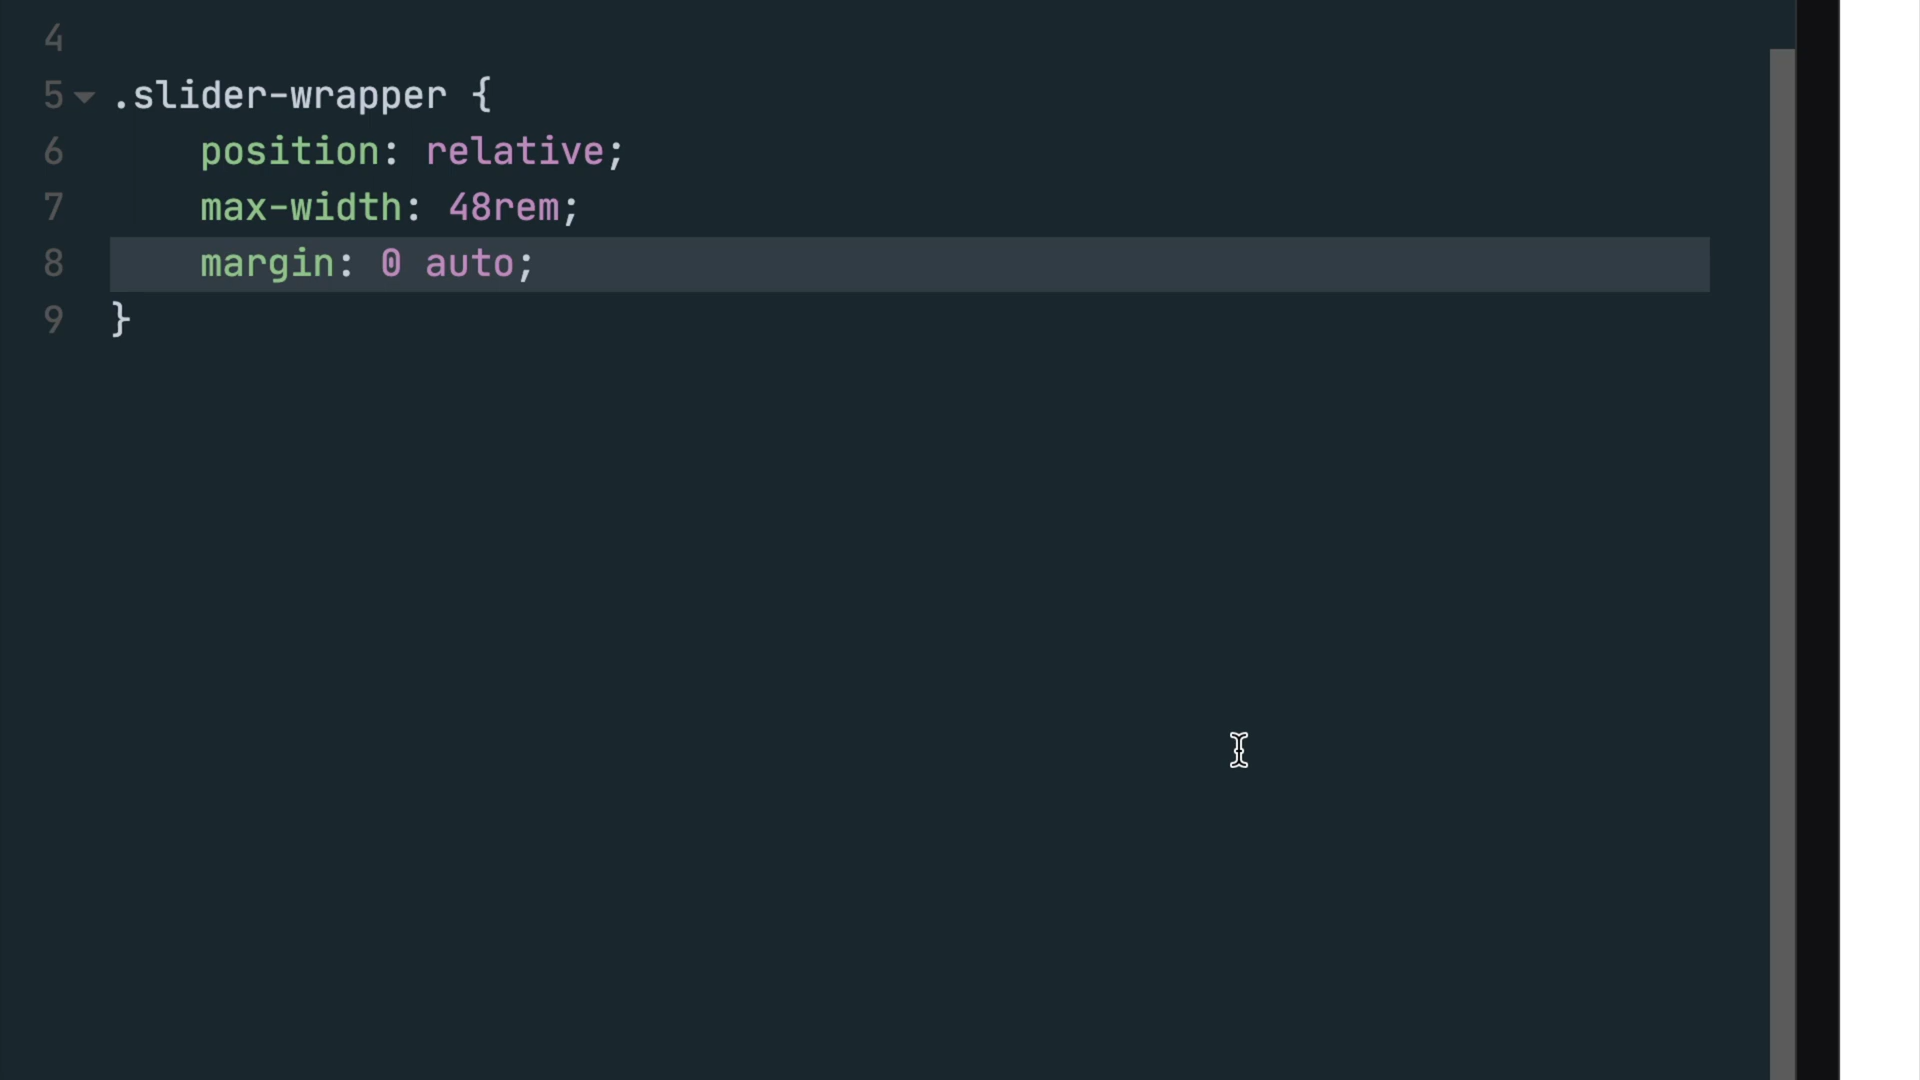 4
5 .slider-wrapper {
6 position: relative;
7 max-width: 48rem;
8 margin: 0 auto;
9 }